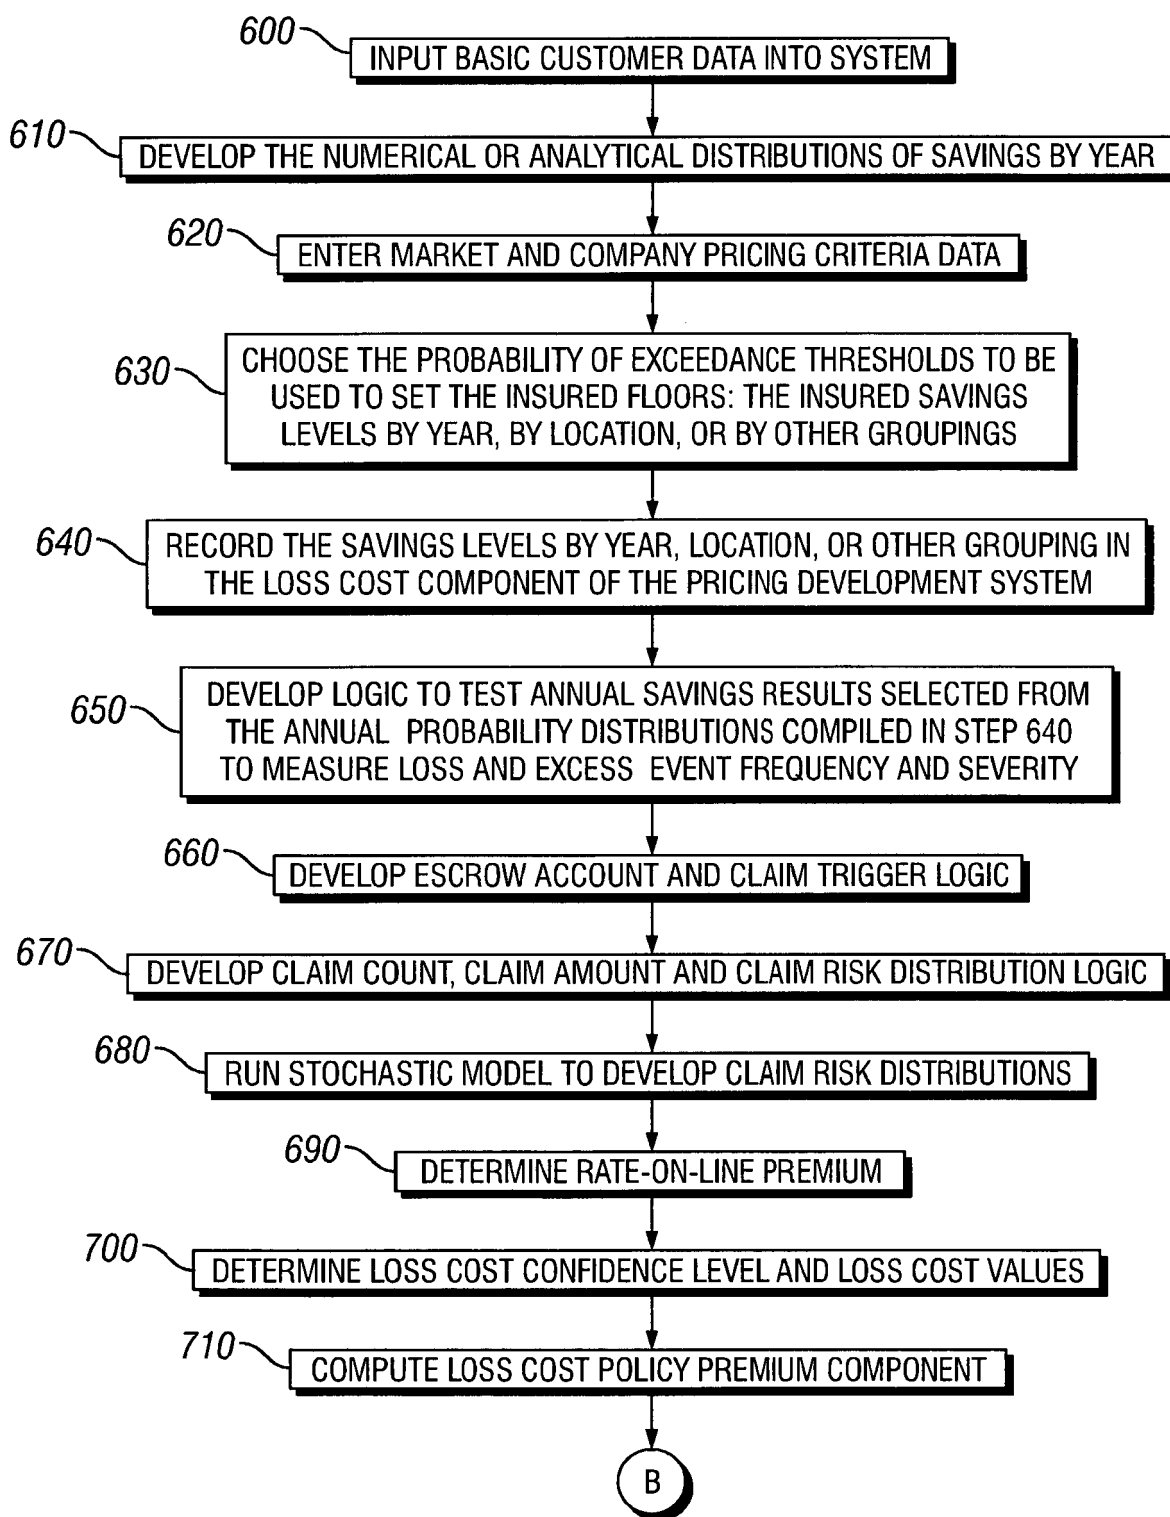 600
INPUT BASIC CUSTOMER DATA INTO SYSTEM
610
DEVELOP THE NUMERICAL OR ANALYTICAL DISTRIBUTIONS OF SAVINGS BY YEAR
620
ENTER MARKET AND COMPANY PRICING CRITERIA DATA
630
CHOOSE THE PROBABILITY OF EXCEEDANCE THRESHOLDS TO BE
USED TO SET THE INSURED FLOORS: THE INSURED SAVINGS
LEVELS BY YEAR, BY LOCATION, OR BY OTHER GROUPINGS
640
RECORD THE SAVINGS LEVELS BY YEAR, LOCATION, OR OTHER GROUPING IN
THE LOSS COST COMPONENT OF THE PRICING DEVELOPMENT SYSTEM
650
DEVELOP LOGIC TO TEST ANNUAL SAVINGS RESULTS SELECTED FROM
THE ANNUAL PROBABILITY DISTRIBUTIONS COMPILED IN STEP 640
TO MEASURE LOSS AND EXCESS EVENT FREQUENCY AND SEVERITY
660
DEVELOP ESCROW ACCOUNT AND CLAIM TRIGGER LOGIC
670
DEVELOP CLAIM COUNT, CLAIM AMOUNT AND CLAIM RISK DISTRIBUTION LOGIC
680
RUN STOCHASTIC MODEL TO DEVELOP CLAIM RISK DISTRIBUTIONS
690
DETERMINE RATE-ON-LINE PREMIUM
700
DETERMINE LOSS COST CONFIDENCE LEVEL AND LOSS COST VALUES
710
COMPUTE LOSS COST POLICY PREMIUM COMPONENT
B